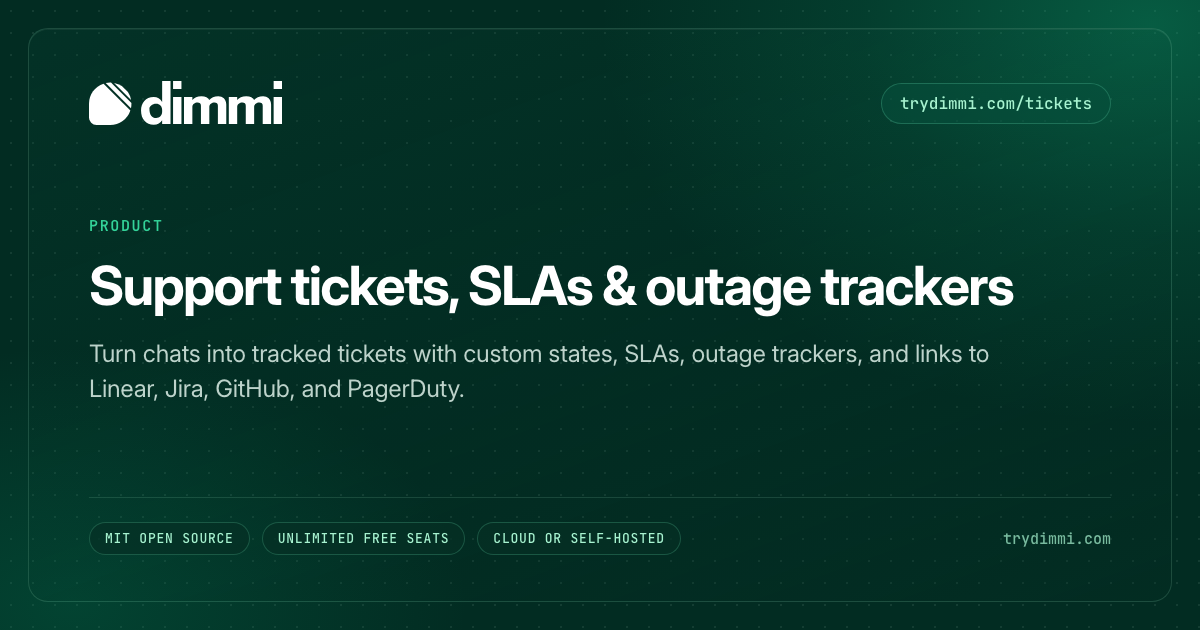 dimmi
trydimmi.com/tickets
PRODUCT
Support tickets, SLAs & outage trackers
Turn chats into tracked tickets with custom states, SLAs, outage trackers, and links to
Linear, Jira, GitHub, and PagerDuty.
MIT OPEN SOURCE
UNLIMITED FREE SEATS
CLOUD OR SELF-HOSTED
trydimmi.com